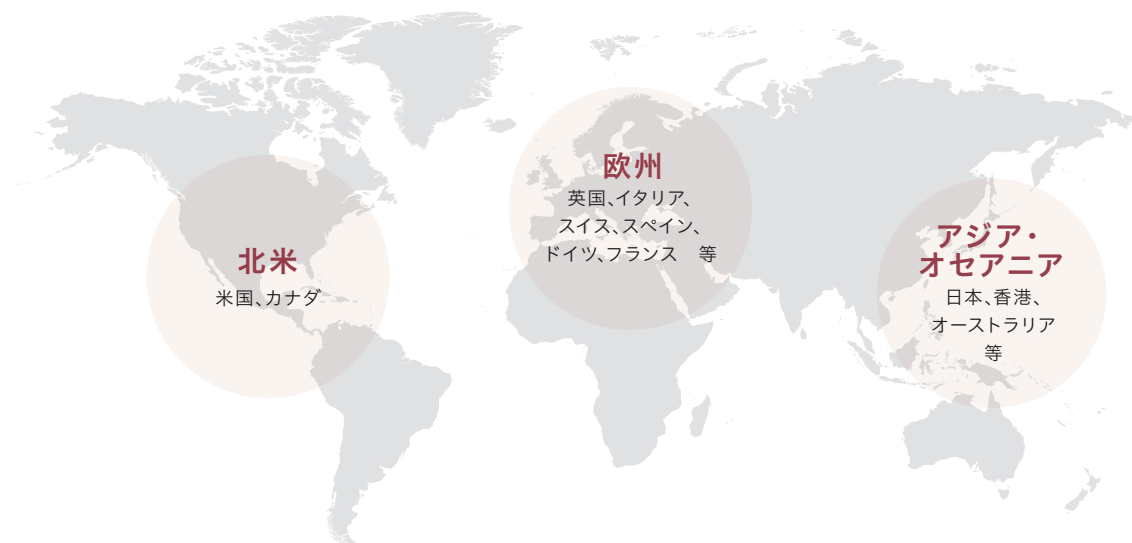 北米
米国、カナダ
欧州
英国、イタリア、
スイス、スペイン、
ドイツ、フランス　等
アジア・
オセアニア
日本、香港、
オーストラリア
等